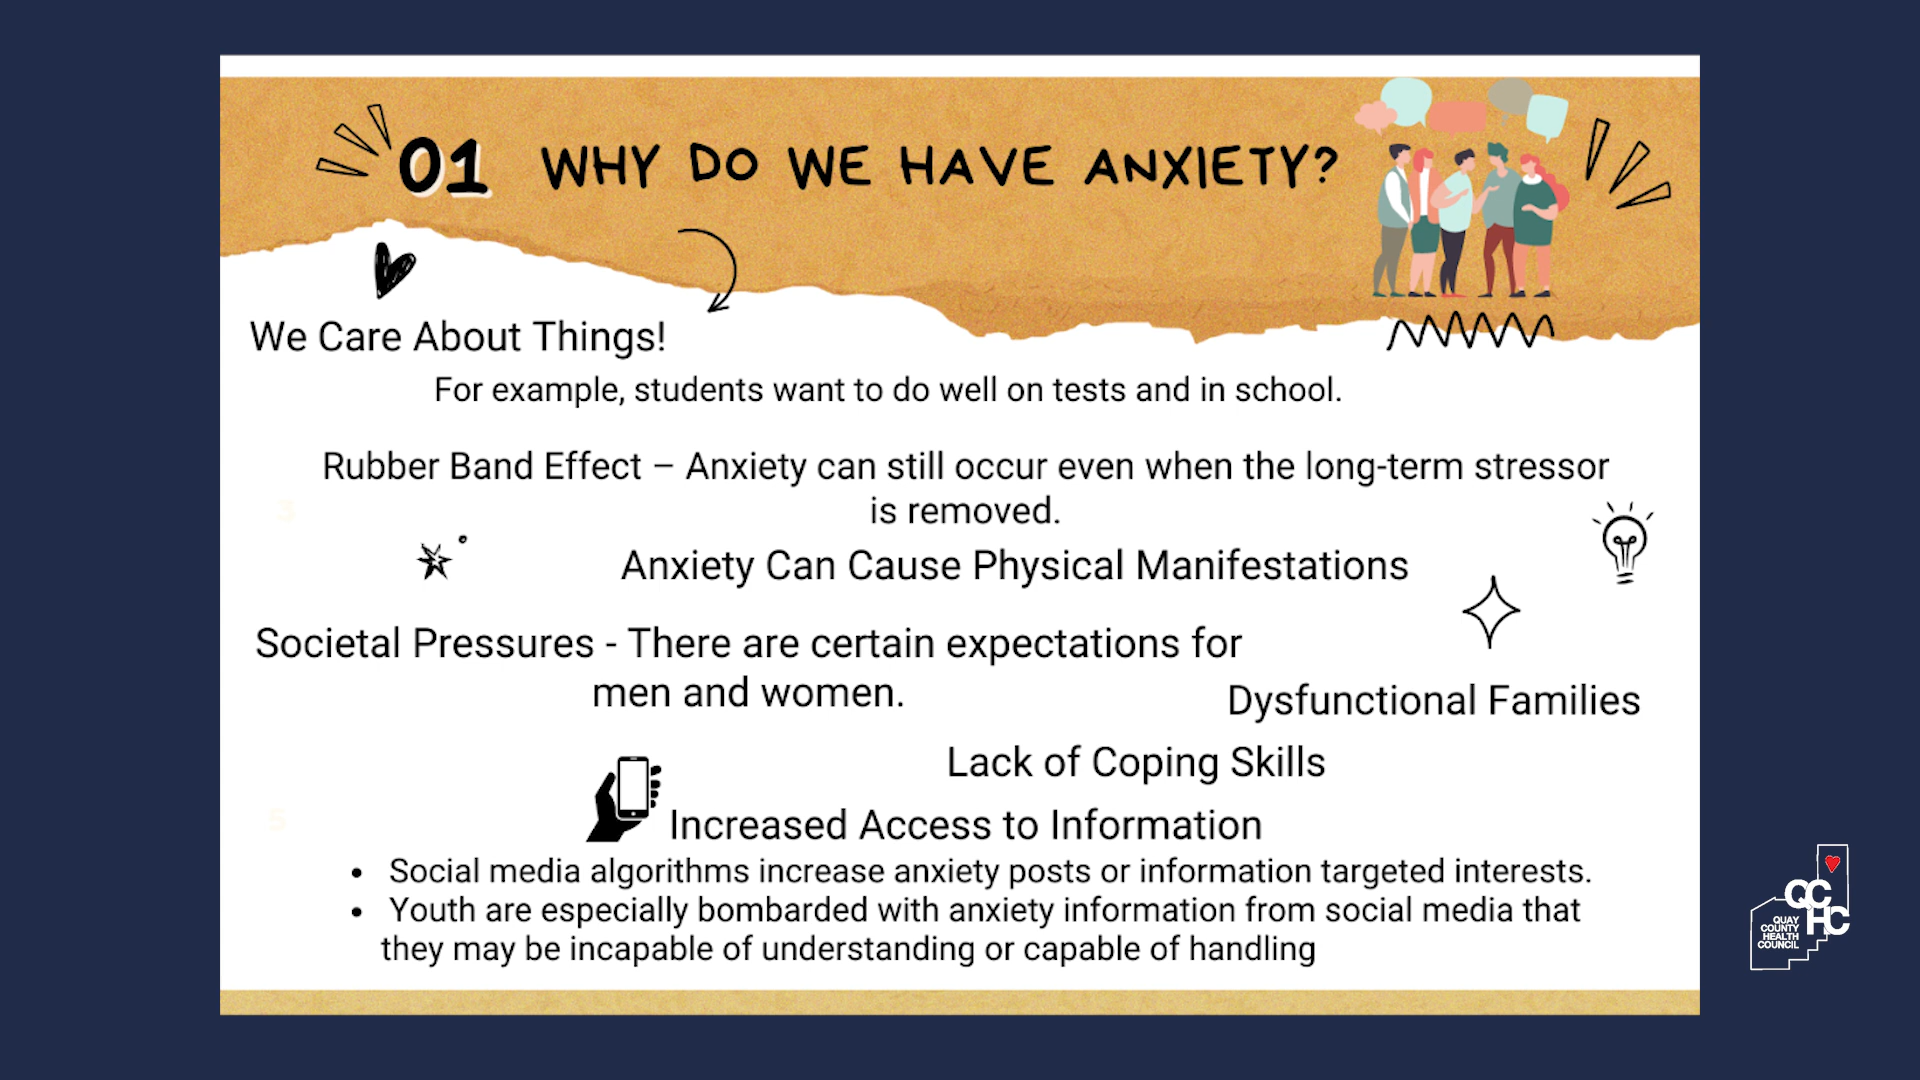 01 WHY DO WE HAVE ANXIETY?
We Care About Things!
For example, students want to do well on tests and in school.
Rubber Band Effect – Anxiety can still occur even when the long-term stressor
is removed.
3
Anxiety Can Cause Physical Manifestations
Societal Pressures - There are certain expectations for
men and women.
Dysfunctional Families
Lack of Coping Skills
5
Increased Access to Information
• Social media algorithms increase anxiety posts or information targeted interests.
• Youth are especially bombarded with anxiety information from social media that
they may be incapable of understanding or capable of handling
QC
HC
QUAY
COUNTY
HEALTH
COUNCIL